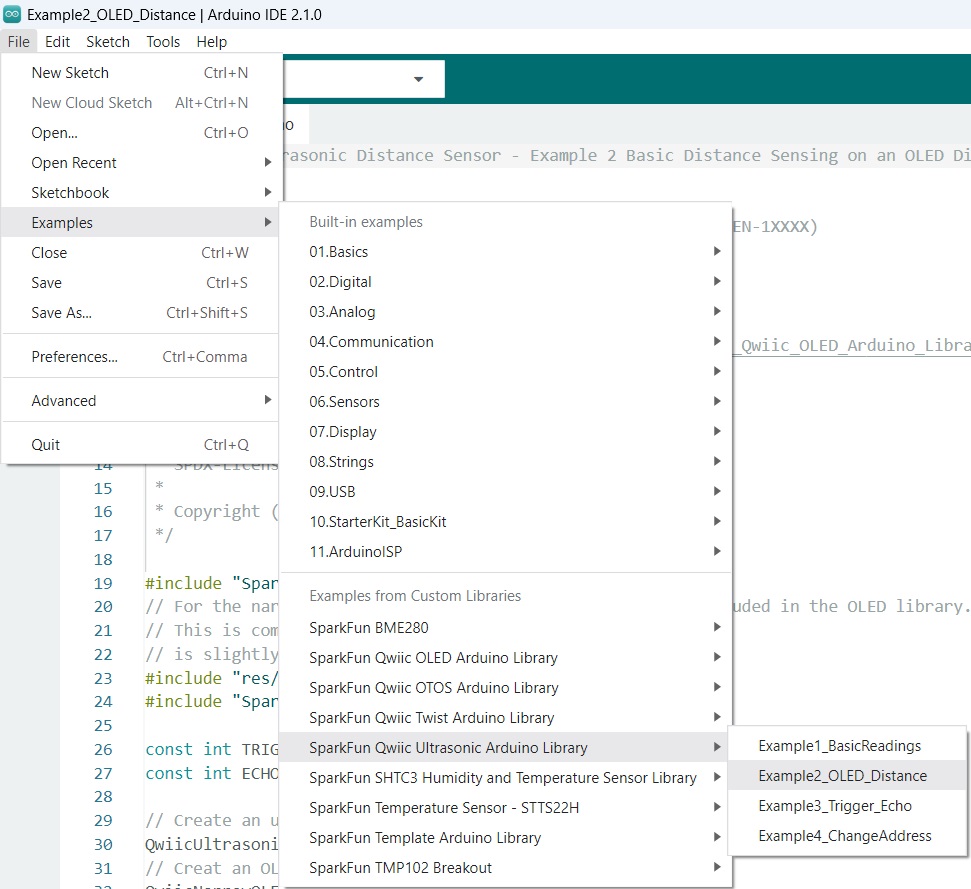 Example2_OLED_Distance | Arduino IDE 2.1.0
File Edit Sketch Tools Help
New Sketch Ctrl+N
New Cloud Sketch Alt+Ctrl+N
Open... Ctrl+O
Open Recent
Sketchbook
Examples
Close Ctrl+W
Save Ctrl+S
Save As... Ctrl+Shift+S
Preferences... Ctrl+Comma
Advanced
Quit Ctrl+Q
Built-in examples
01.Basics
02.Digital
03.Analog
04.Communication
05.Control
06.Sensors
07.Display
08.Strings
09.USB
10.StarterKit_BasicKit
11.ArduinoISP
Examples from Custom Libraries
SparkFun BME280
SparkFun Qwiic OLED Arduino Library
SparkFun Qwiic OTOS Arduino Library
SparkFun Qwiic Twist Arduino Library
SparkFun Qwiic Ultrasonic Arduino Library
SparkFun SHTC3 Humidity and Temperature Sensor Library
SparkFun Temperature Sensor - STTS22H
SparkFun Template Arduino Library
SparkFun TMP102 Breakout
Example1_BasicReadings
Example2_OLED_Distance
Example3_Trigger_Echo
Example4_ChangeAddress
no
rasonic Distance Sensor - Example 2 Basic Distance Sensing on an OLED Di
EN-1XXXX)
_Qwiic_OLED_Arduino_Libra
14 SPDX-Licens
15 *
16 * Copyright (
17 */
18
19 #include "Spar
20 // For the nar uded in the OLED library.
21 // This is com
22 // is slightly
23 #include "res/
24 #include "Spar
25
26 const int TRIG
27 const int ECHO
28
29 // Create an u
30 QwiicUltrasoni
31 // Creat an OL
32 QwiicNarrowOLE